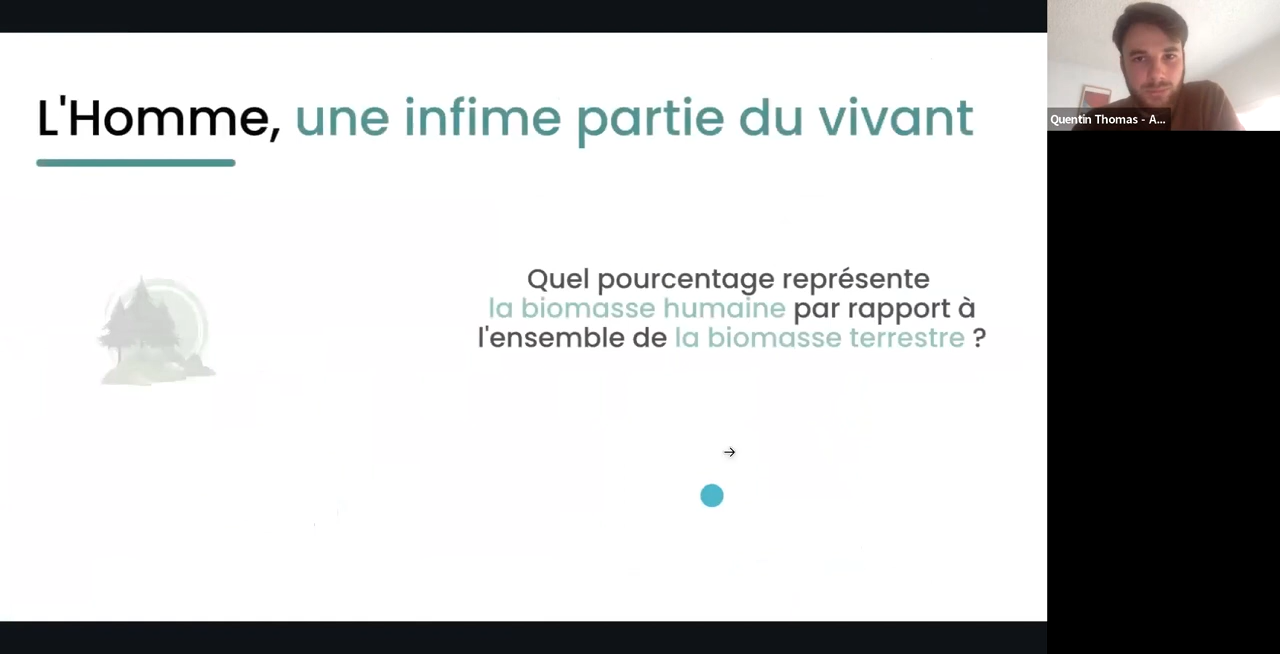 L'Homme, une infime partie du vivant
Quel pourcentage représente
la biomasse humaine par rapport à
l'ensemble de la biomasse terrestre ?
Quentin Thomas - A...